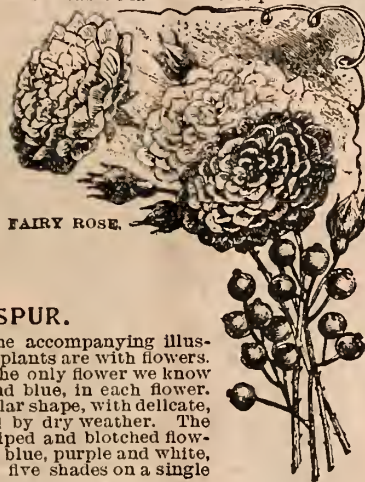 FAIRY ROSE.
SPUR.
ne accompanying illus-
plants are with flowers.
he only flower we know
nd blue, in each flower.
lar shape, with delicate,
by dry weather. The
iped and blotched flow-
blue, purple and white,
five shades on a single